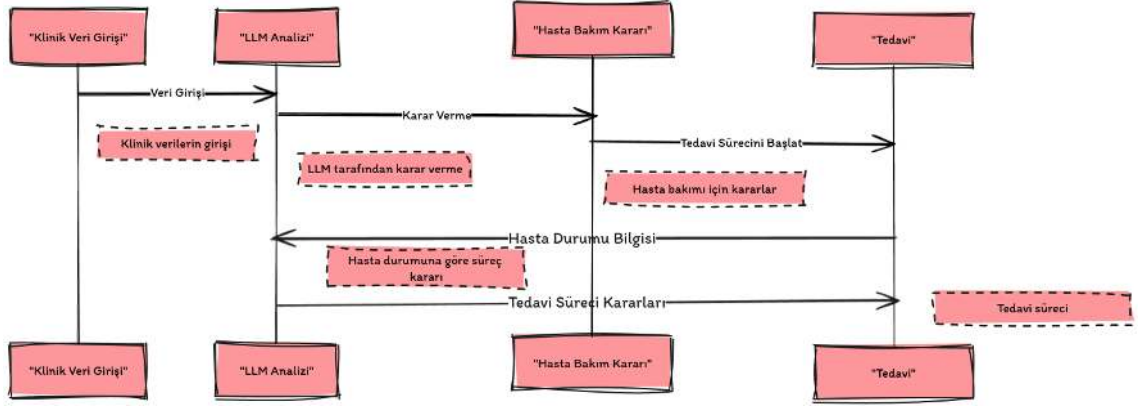 "Klinik Veri Girişi"
"LLM Analizi"
"Hasta Bakım Kararı"
"Tedavi"
Veri Girişi
Karar Verme
Klinik verilerin girişi
Tedavi Sürecini Başlat
LLM tarafından karar verme
Hasta bakımı için kararlar
Hasta Durumu Bilgisi
Hasta durumuna göre süreç
kararı
Tedavi Süreci Kararları
Tedavi süreci
"Klinik Veri Girişi"
"LLM Analizi"
"Hasta Bakım Kararı"
"Tedavi"